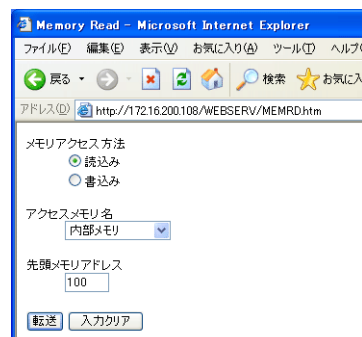 Memory Read - Microsoft Internet Explorer
ファイル(F) 編集(E) 表示(V) お気に入り(A) ツール(T) ヘルプ(
戻る 検索 お気に入
アドレス(D) http://172.16.200.108/WEBSERV/MEMRD.htm
メモリアクセス方法
読込み
書込み
アクセスメモリ名
内部メモリ
先頭メモリアドレス
100
転送 入力クリア